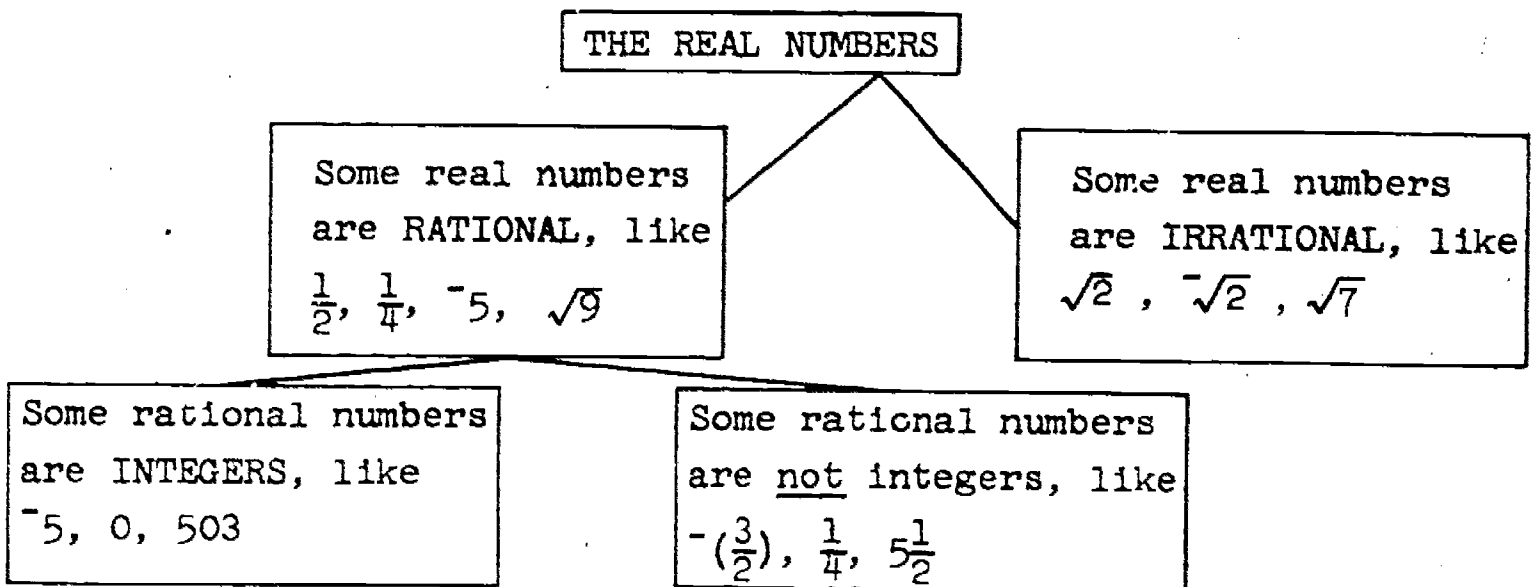 THE REAL NUMBERS
Some real numbers
are RATIONAL, like
1/2, 1/4, ⁻5, √9
Some real numbers
are IRRATIONAL, like
√2 , ⁻√2 , √7
Some rational numbers
are INTEGERS, like
⁻5, 0, 503
Some rational numbers
are not integers, like
⁻(3/2), 1/4, 5 1/2